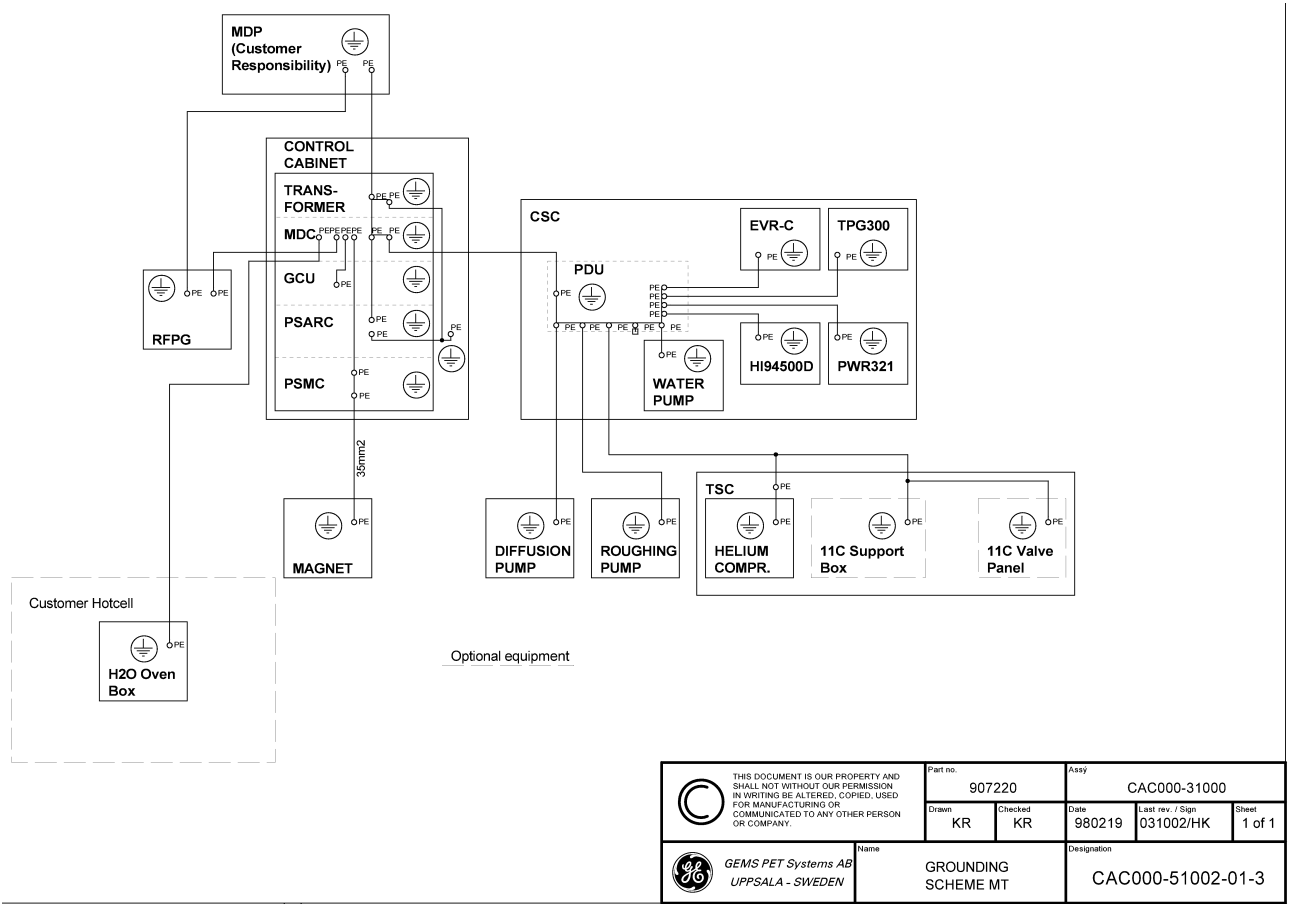 MDP
(Customer
Responsibility)
PE PE
CONTROL
CABINET
TRANS-
FORMER
PE PE
MDC
PE PE PE PE PE PE
GCU
PE
PSARC
PE
PE
PE
PSMC
PE
PE
35mm2
RFPG
PE PE
MAGNET
PE
CSC
PDU
PE
PE
PE
PE
PE
PE PE PE PE PE
EVR-C
PE
TPG300
PE
HI94500D
PE
PWR321
PE
WATER
PUMP
PE
DIFFUSION
PUMP
PE
ROUGHING
PUMP
PE
TSC
PE
HELIUM
COMPR.
PE
11C Support
Box
PE
11C Valve
Panel
PE
Customer Hotcell
PE
H2O Oven
Box
Optional equipment
THIS DOCUMENT IS OUR PROPERTY AND
SHALL NOT WITHOUT OUR PERMISSION
IN WRITING BE ALTERED, COPIED, USED
FOR MANUFACTURING OR
COMMUNICATED TO ANY OTHER PERSON
OR COMPANY.
Part no.
907220
Assy
CAC000-31000
Drawn
KR
Checked
KR
Date
980219
Last rev. / Sign
031002/HK
Sheet
1 of 1
GEMS PET Systems AB
UPPSALA - SWEDEN
Name
GROUNDING
SCHEME MT
Designation
CAC000-51002-01-3